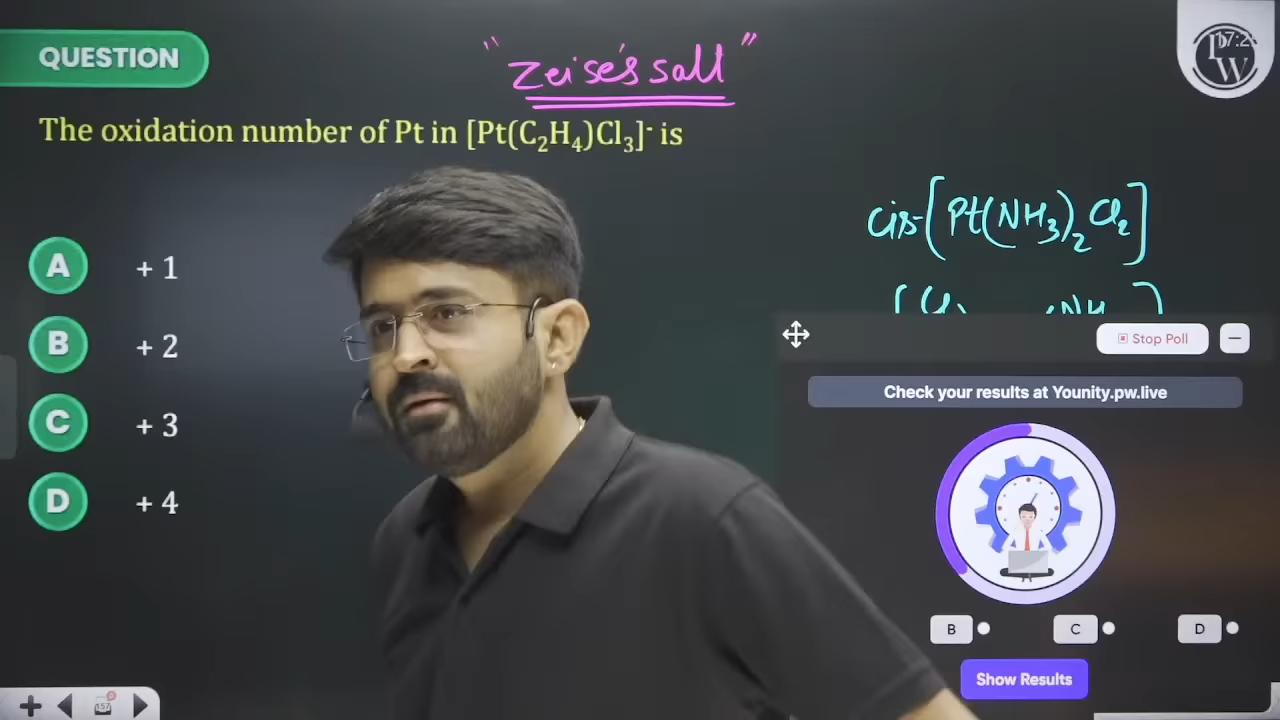 QUESTION
"Zeise's salt"
The oxidation number of Pt in [Pt(C₂H₄)Cl₃]⁻ is
A + 1
B + 2
C + 3
D + 4
cis-[Pt(NH₃)₂Cl₂]
Stop Poll
Check your results at Younity.pw.live
B
C
D
Show Results
157